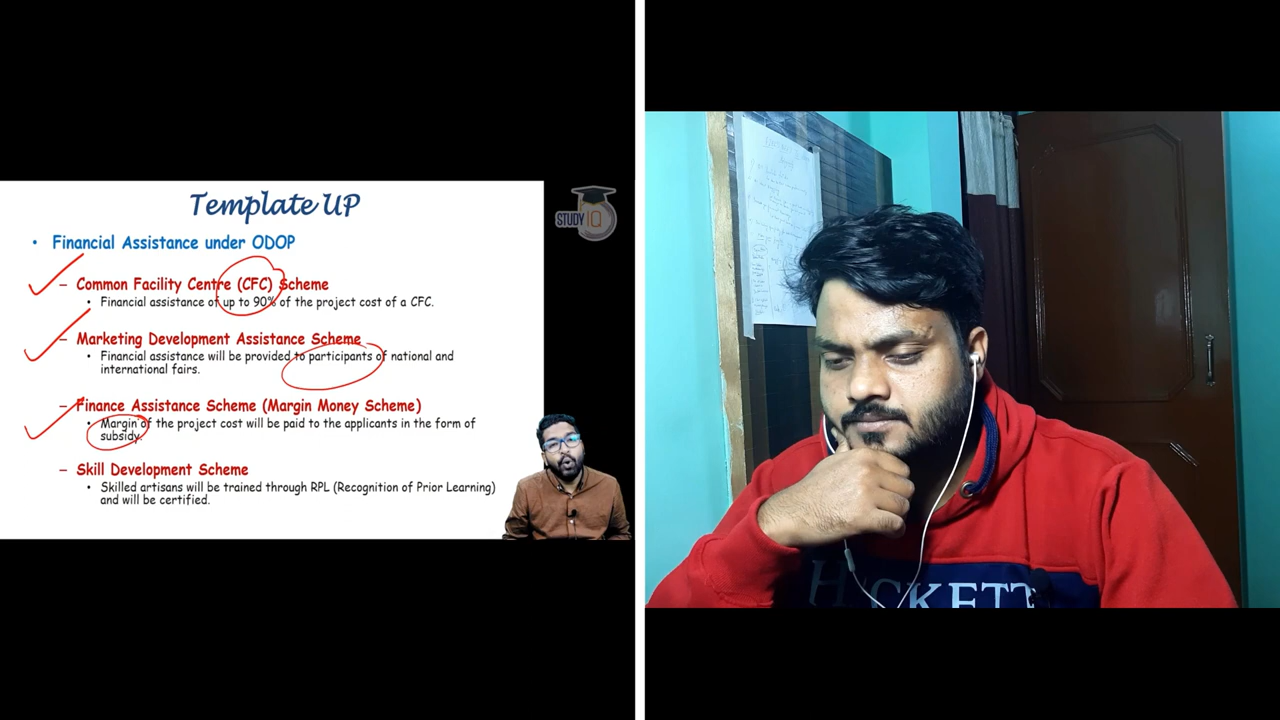 Template UP
• Financial Assistance under ODOP
– Common Facility Centre (CFC) Scheme
• Financial assistance of up to 90% of the project cost of a CFC.
– Marketing Development Assistance Scheme
• Financial assistance will be provided to participants of national and
international fairs.
– Finance Assistance Scheme (Margin Money Scheme)
• Margin of the project cost will be paid to the applicants in the form of
subsidy.
– Skill Development Scheme
• Skilled artisans will be trained through RPL (Recognition of Prior Learning)
and will be certified.
STUDY IQ
HECKETT